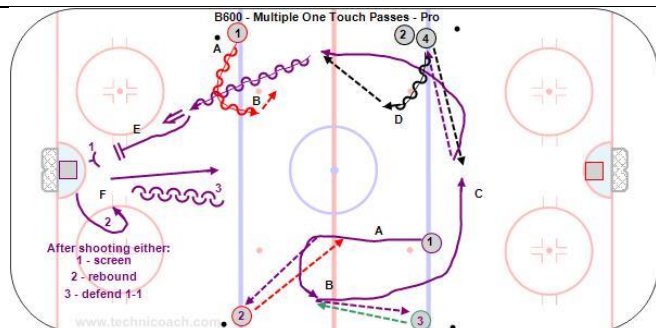 B600 - Multiple One Touch Passes - Pro
1
A
2
4
B
D
E
1
3
F
C
2
A
1
After shooting either:
1 - screen
2 - rebound
3 - defend 1-1
B
2
3
www.technicoach.com